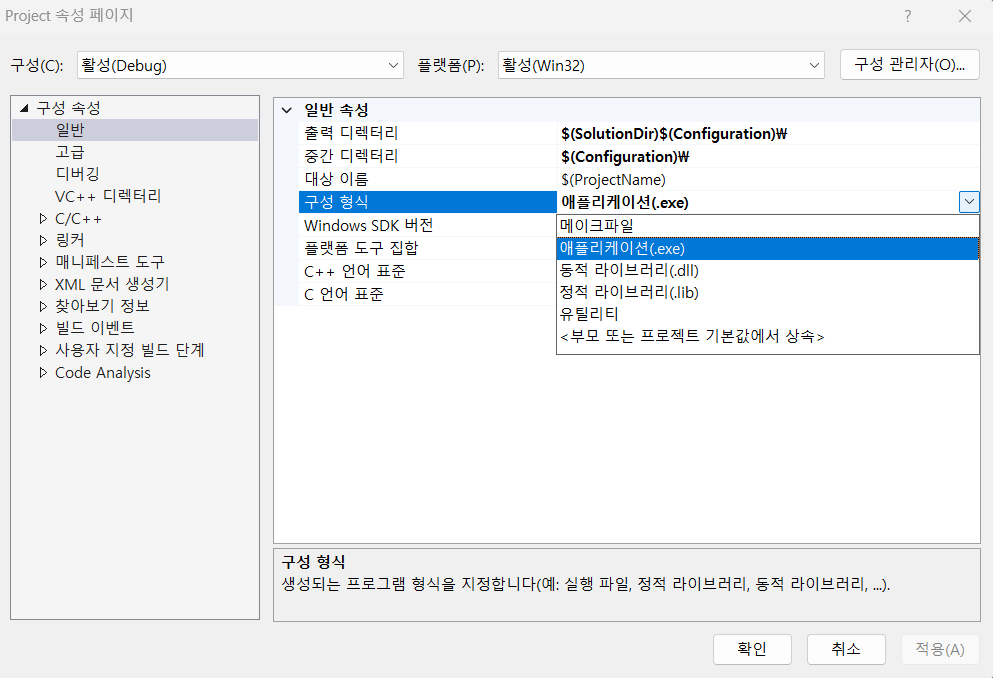 Project 속성 페이지
구성(C): 활성(Debug) 플랫폼(P): 활성(Win32) 구성 관리자(O)...
구성 속성
일반
고급
디버깅
VC++ 디렉터리
C/C++
링커
매니페스트 도구
XML 문서 생성기
찾아보기 정보
빌드 이벤트
사용자 지정 빌드 단계
Code Analysis
일반 속성
출력 디렉터리 $(SolutionDir)$(Configuration)₩
중간 디렉터리 $(Configuration)₩
대상 이름 $(ProjectName)
구성 형식 애플리케이션(.exe)
Windows SDK 버전
플랫폼 도구 집합
C++ 언어 표준
C 언어 표준
메이크파일
애플리케이션(.exe)
동적 라이브러리(.dll)
정적 라이브러리(.lib)
유틸리티
<부모 또는 프로젝트 기본값에서 상속>
구성 형식
생성되는 프로그램 형식을 지정합니다(예: 실행 파일, 정적 라이브러리, 동적 라이브러리, ...).
확인 취소 적용(A)